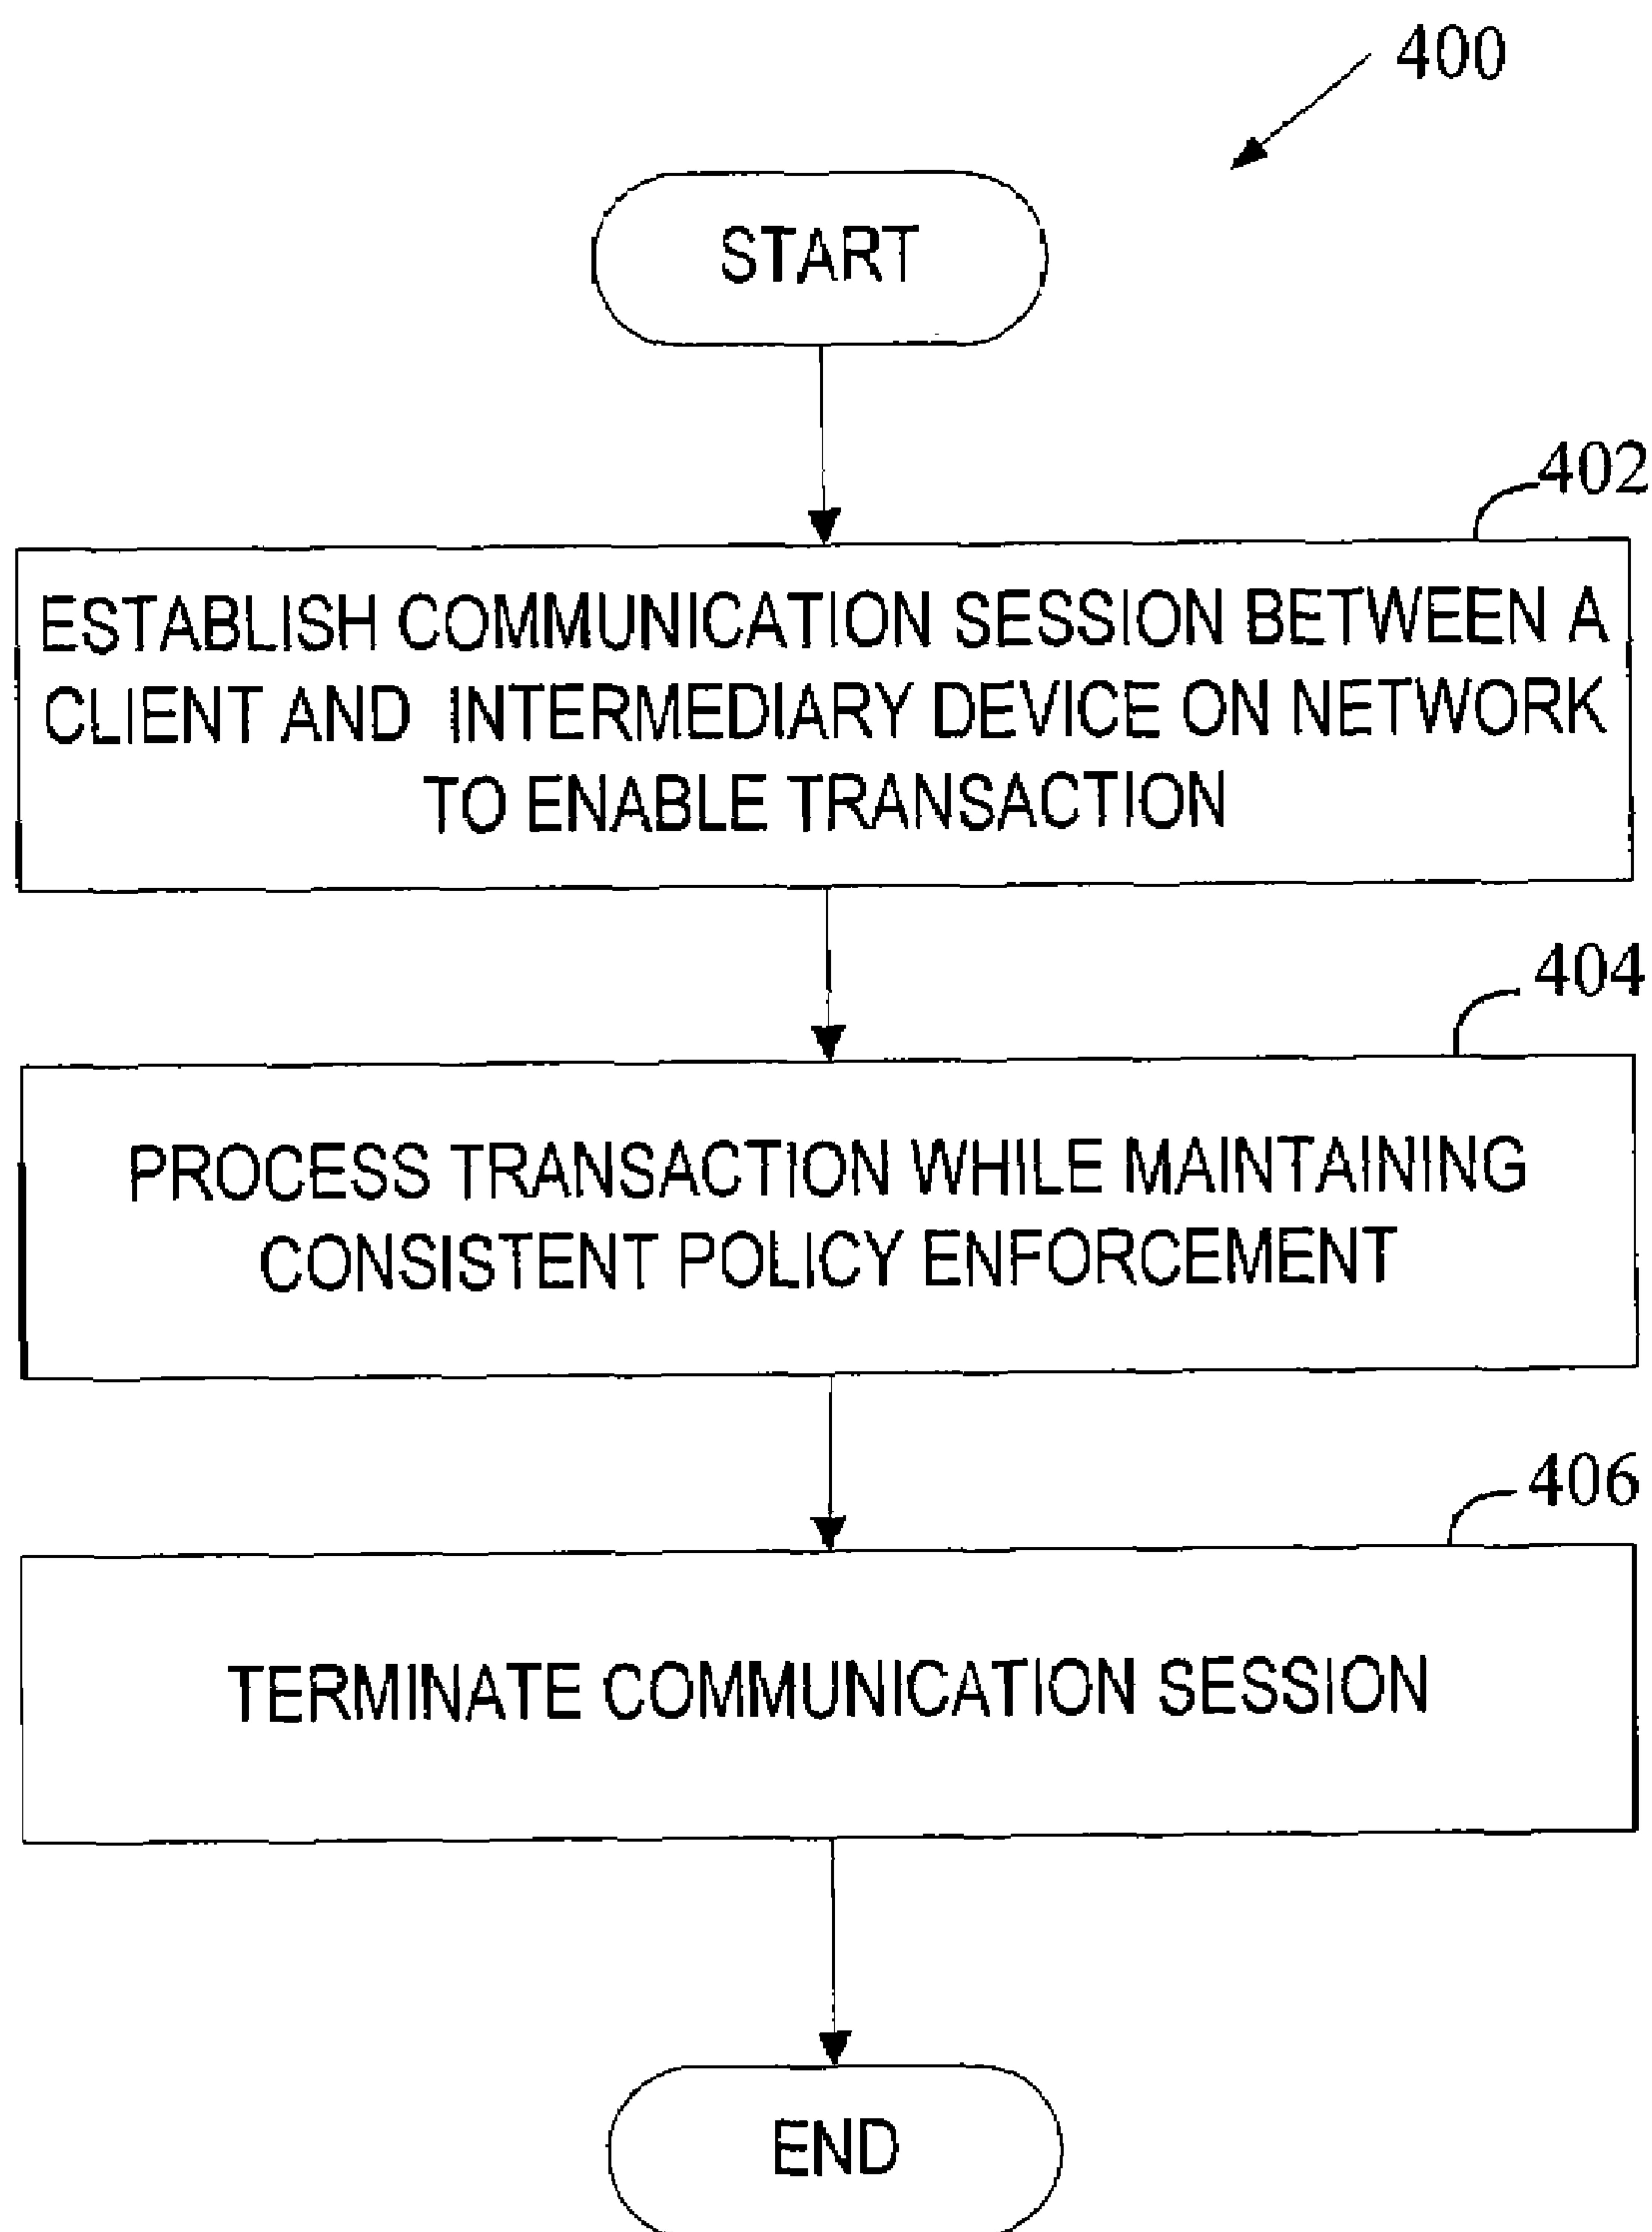 400
START
402
ESTABLISH COMMUNICATION SESSION BETWEEN A
CLIENT AND INTERMEDIARY DEVICE ON NETWORK
TO ENABLE TRANSACTION
404
PROCESS TRANSACTION WHILE MAINTAINING
CONSISTENT POLICY ENFORCEMENT
406
TERMINATE COMMUNICATION SESSION
END